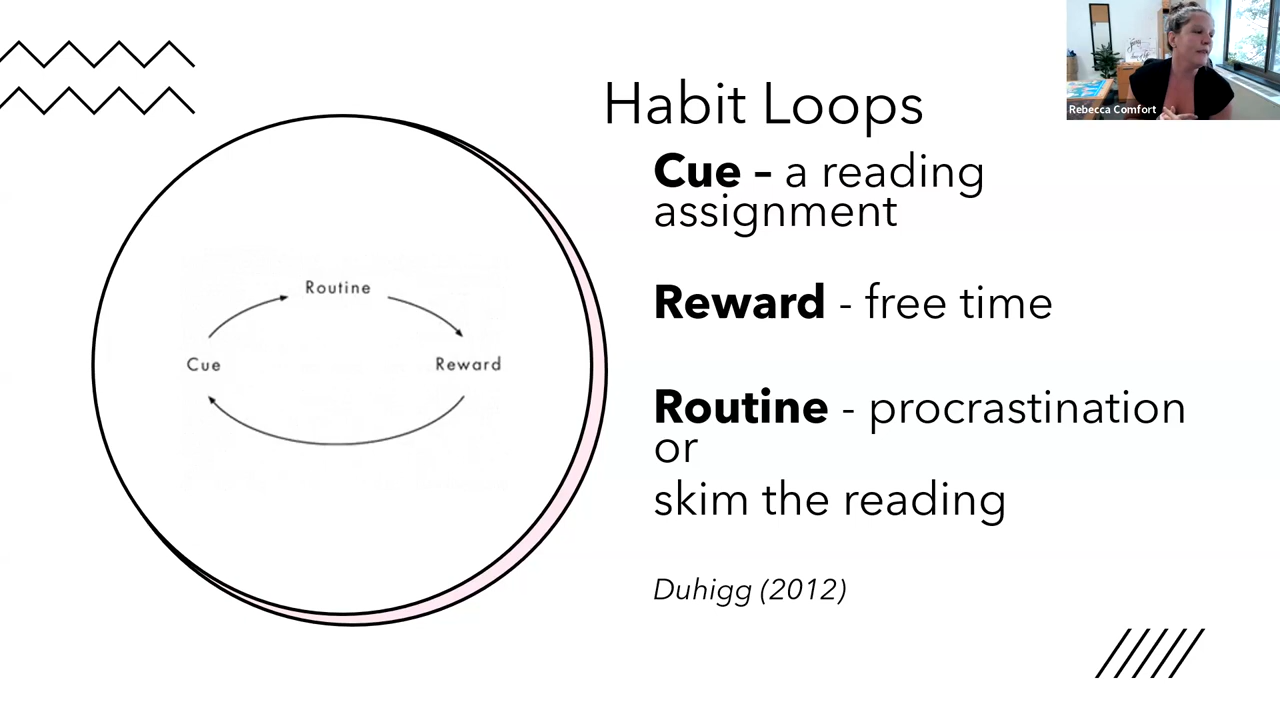 Habit Loops
Cue – a reading
assignment
Reward - free time
Routine - procrastination
or
skim the reading
Duhigg (2012)
Routine
Cue
Reward
Rebecca Comfort